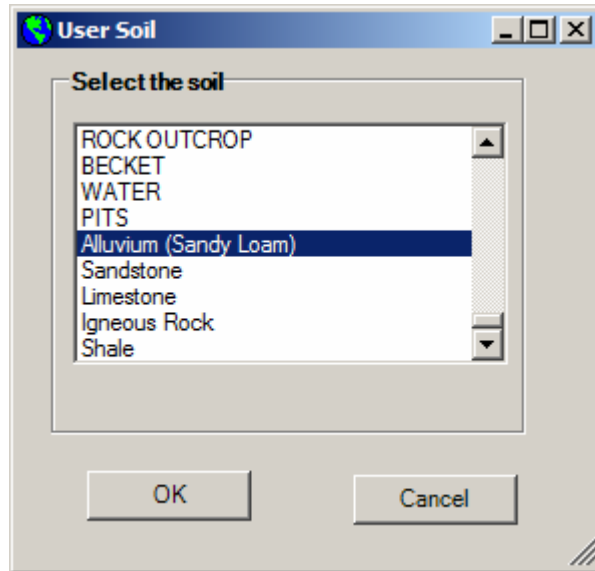 User Soil
Select the soil
ROCK OUTCROP
BECKET
WATER
PITS
Alluvium (Sandy Loam)
Sandstone
Limestone
Igneous Rock
Shale
OK
Cancel